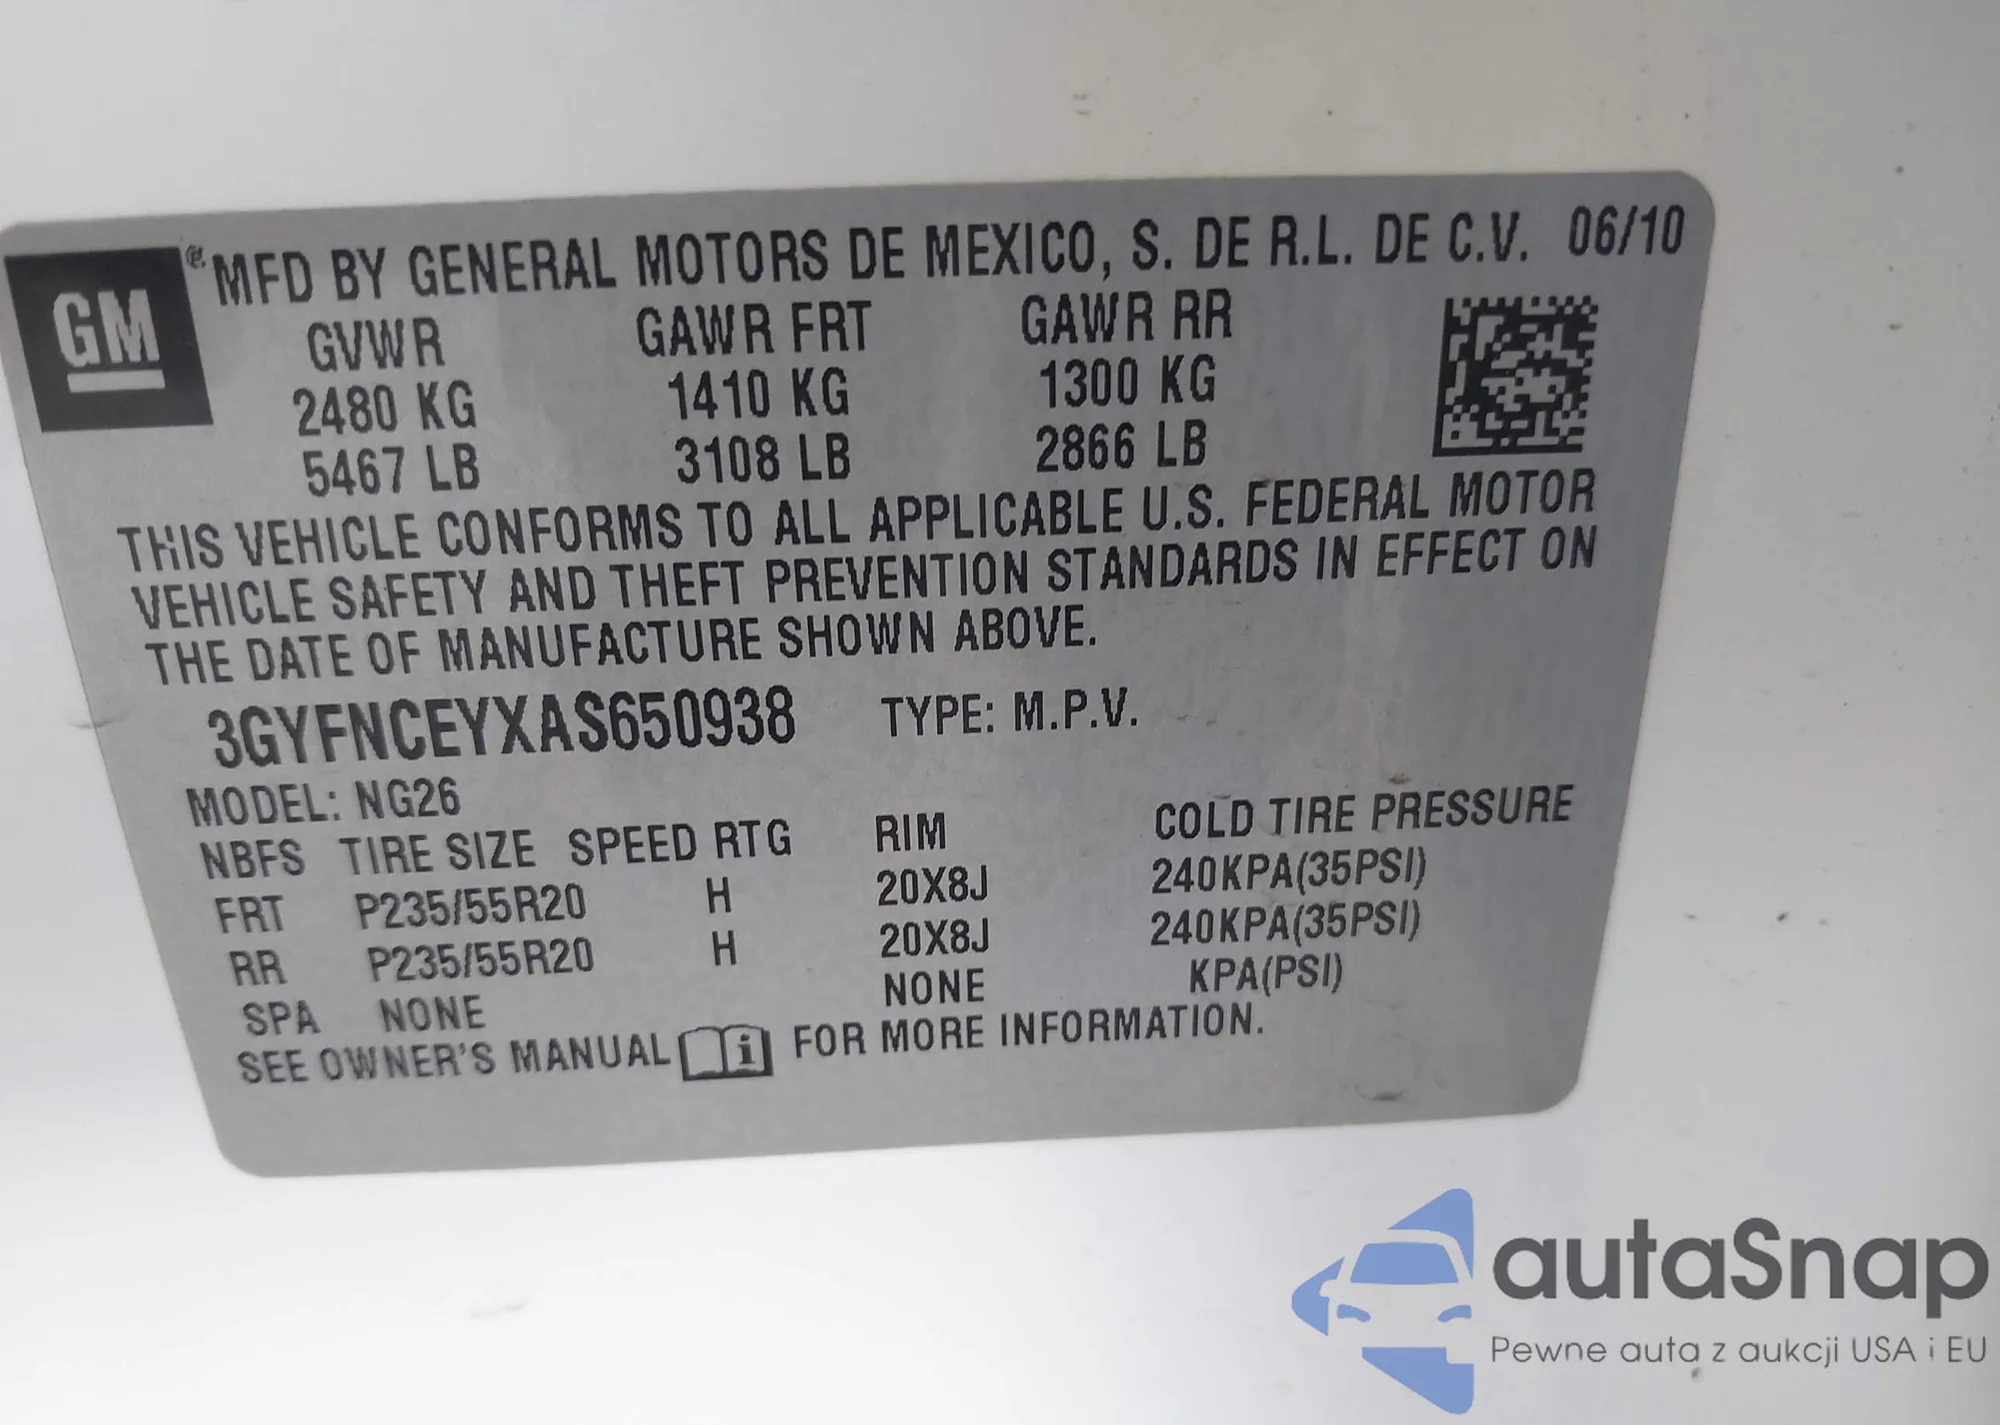 GM
MFD BY GENERAL MOTORS DE MEXICO, S. DE R.L. DE C.V. 06/10
GVWR GAWR FRT GAWR RR
2480 KG 1410 KG 1300 KG
5467 LB 3108 LB 2866 LB
THIS VEHICLE CONFORMS TO ALL APPLICABLE U.S. FEDERAL MOTOR
VEHICLE SAFETY AND THEFT PREVENTION STANDARDS IN EFFECT ON
THE DATE OF MANUFACTURE SHOWN ABOVE.
3GYFNCEYXAS650938 TYPE: M.P.V.
MODEL: NG26
NBFS TIRE SIZE SPEED RTG RIM COLD TIRE PRESSURE
FRT P235/55R20 H 20X8J 240KPA(35PSI)
RR P235/55R20 H 20X8J 240KPA(35PSI)
SPA NONE NONE KPA(PSI)
SEE OWNER'S MANUAL i FOR MORE INFORMATION.
autaSnap
Pewne auta z aukcji USA i EU